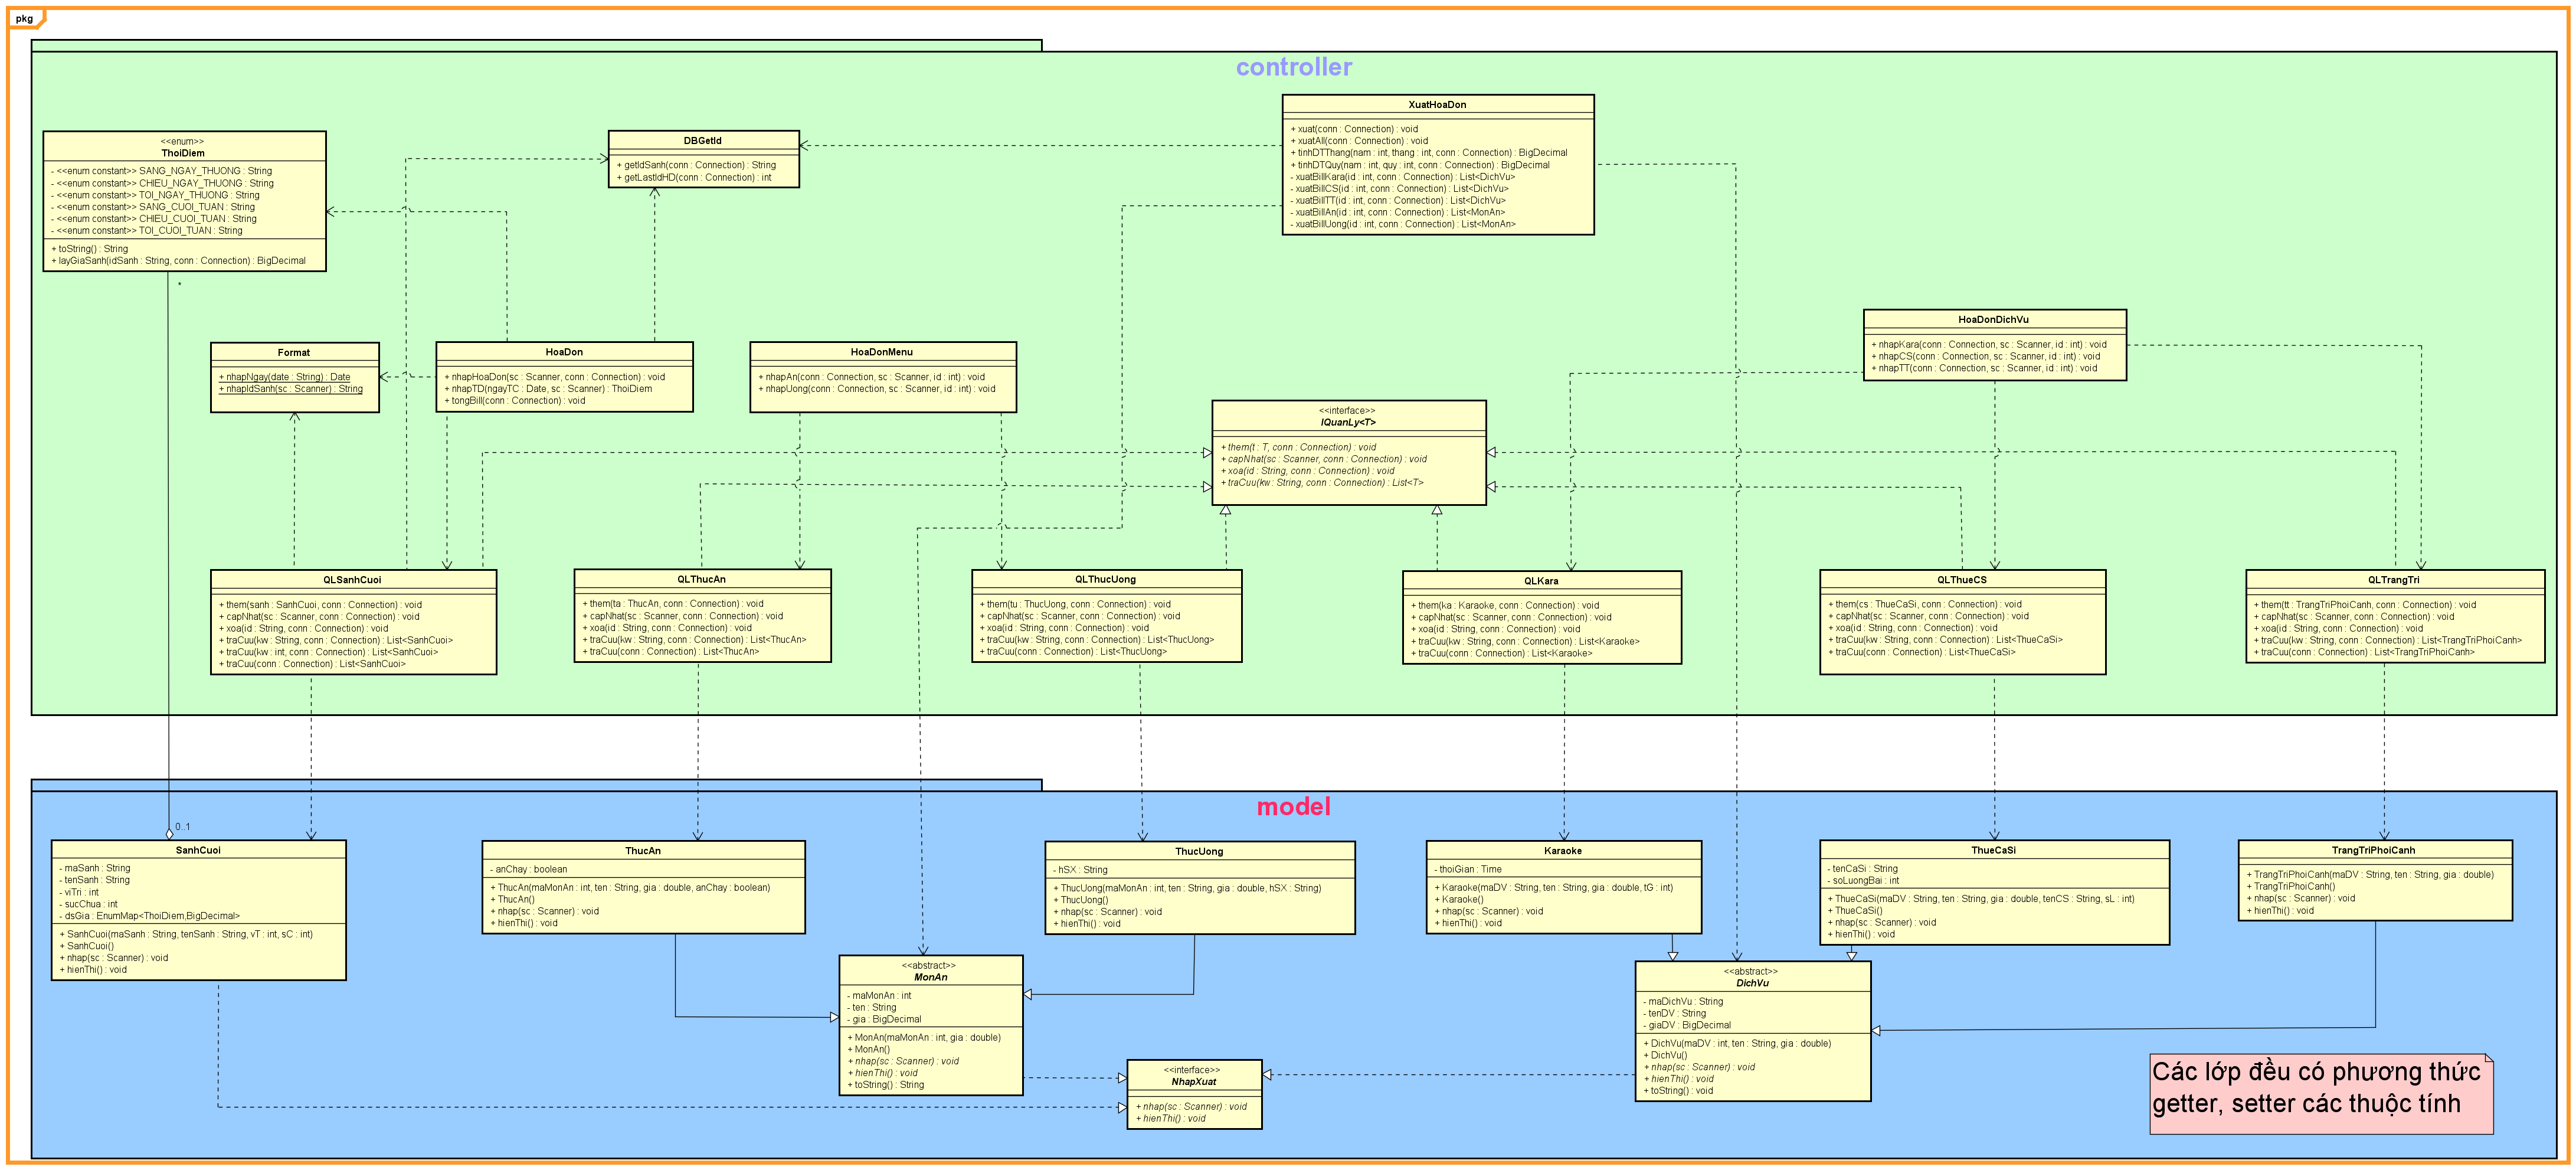 pkg
controller
<<enum>>
ThoiDiem
- <<enum constant>> SANG_NGAY_THUONG : String
- <<enum constant>> CHIEU_NGAY_THUONG : String
- <<enum constant>> TOI_NGAY_THUONG : String
- <<enum constant>> SANG_CUOI_TUAN : String
- <<enum constant>> CHIEU_CUOI_TUAN : String
- <<enum constant>> TOI_CUOI_TUAN : String
+ toString() : String
+ layGiaSanh(idSanh : String, conn : Connection) : BigDecimal
*
DBGetId
+ getIdSanh(conn : Connection) : String
+ getLastIdHD(conn : Connection) : int
XuatHoaDon
+ xuat(conn : Connection) : void
+ xuatAll(conn : Connection) : void
+ tinhDTThang(nam : int, thang : int, conn : Connection) : BigDecimal
+ tinhDTQuy(nam : int, quy : int, conn : Connection) : BigDecimal
- xuatBillKara(id : int, conn : Connection) : List<DichVu>
- xuatBillCS(id : int, conn : Connection) : List<DichVu>
- xuatBillTT(id : int, conn : Connection) : List<DichVu>
- xuatBillAn(id : int, conn : Connection) : List<MonAn>
- xuatBillUong(id : int, conn : Connection) : List<MonAn>
Format
+ nhapNgay(date : String) : Date
+ nhapIdSanh(sc : Scanner) : String
HoaDon
+ nhapHoaDon(sc : Scanner, conn : Connection) : void
+ nhapTD(ngayTC : Date, sc : Scanner) : ThoiDiem
+ tongBill(conn : Connection) : void
HoaDonMenu
+ nhapAn(conn : Connection, sc : Scanner, id : int) : void
+ nhapUong(conn : Connection, sc : Scanner, id : int) : void
HoaDonDichVu
+ nhapKara(conn : Connection, sc : Scanner, id : int) : void
+ nhapCS(conn : Connection, sc : Scanner, id : int) : void
+ nhapTT(conn : Connection, sc : Scanner, id : int) : void
<<interface>>
IQuanLy<T>
+ them(t : T, conn : Connection) : void
+ capNhat(sc : Scanner, conn : Connection) : void
+ xoa(id : String, conn : Connection) : void
+ traCuu(kw : String, conn : Connection) : List<T>
QLSanhCuoi
+ them(sanh : SanhCuoi, conn : Connection) : void
+ capNhat(sc : Scanner, conn : Connection) : void
+ xoa(id : String, conn : Connection) : void
+ traCuu(kw : String, conn : Connection) : List<SanhCuoi>
+ traCuu(kw : int, conn : Connection) : List<SanhCuoi>
+ traCuu(conn : Connection) : List<SanhCuoi>
QLThucAn
+ them(ta : ThucAn, conn : Connection) : void
+ capNhat(sc : Scanner, conn : Connection) : void
+ xoa(id : String, conn : Connection) : void
+ traCuu(kw : String, conn : Connection) : List<ThucAn>
+ traCuu(conn : Connection) : List<ThucAn>
QLThucUong
+ them(tu : ThucUong, conn : Connection) : void
+ capNhat(sc : Scanner, conn : Connection) : void
+ xoa(id : String, conn : Connection) : void
+ traCuu(kw : String, conn : Connection) : List<ThucUong>
+ traCuu(conn : Connection) : List<ThucUong>
QLKara
+ them(ka : Karaoke, conn : Connection) : void
+ capNhat(sc : Scanner, conn : Connection) : void
+ xoa(id : String, conn : Connection) : void
+ traCuu(kw : String, conn : Connection) : List<Karaoke>
+ traCuu(conn : Connection) : List<Karaoke>
QLThueCS
+ them(cs : ThueCaSi, conn : Connection) : void
+ capNhat(sc : Scanner, conn : Connection) : void
+ xoa(id : String, conn : Connection) : void
+ traCuu(kw : String, conn : Connection) : List<ThueCaSi>
+ traCuu(conn : Connection) : List<ThueCaSi>
QLTrangTri
+ them(tt : TrangTriPhoiCanh, conn : Connection) : void
+ capNhat(sc : Scanner, conn : Connection) : void
+ xoa(id : String, conn : Connection) : void
+ traCuu(kw : String, conn : Connection) : List<TrangTriPhoiCanh>
+ traCuu(conn : Connection) : List<TrangTriPhoiCanh>
model
0..1
SanhCuoi
- maSanh : String
- tenSanh : String
- viTri : int
- sucChua : int
- dsGia : EnumMap<ThoiDiem,BigDecimal>
+ SanhCuoi(maSanh : String, tenSanh : String, vT : int, sC : int)
+ SanhCuoi()
+ nhap(sc : Scanner) : void
+ hienThi() : void
ThucAn
- anChay : boolean
+ ThucAn(maMonAn : int, ten : String, gia : double, anChay : boolean)
+ ThucAn()
+ nhap(sc : Scanner) : void
+ hienThi() : void
ThucUong
- hSX : String
+ ThucUong(maMonAn : int, ten : String, gia : double, hSX : String)
+ ThucUong()
+ nhap(sc : Scanner) : void
+ hienThi() : void
Karaoke
- thoiGian : Time
+ Karaoke(maDV : String, ten : String, gia : double, tG : int)
+ Karaoke()
+ nhap(sc : Scanner) : void
+ hienThi() : void
ThueCaSi
- tenCaSi : String
- soLuongBai : int
+ ThueCaSi(maDV : String, ten : String, gia : double, tenCS : String, sL : int)
+ ThueCaSi()
+ nhap(sc : Scanner) : void
+ hienThi() : void
TrangTriPhoiCanh
+ TrangTriPhoiCanh(maDV : String, ten : String, gia : double)
+ TrangTriPhoiCanh()
+ nhap(sc : Scanner) : void
+ hienThi() : void
<<abstract>>
MonAn
- maMonAn : int
- ten : String
- gia : BigDecimal
+ MonAn(maMonAn : int, gia : double)
+ MonAn()
+ nhap(sc : Scanner) : void
+ hienThi() : void
+ toString() : String
<<abstract>>
DichVu
- maDichVu : String
- tenDV : String
- giaDV : BigDecimal
+ DichVu(maDV : int, ten : String, gia : double)
+ DichVu()
+ nhap(sc : Scanner) : void
+ hienThi() : void
+ toString() : void
<<interface>>
NhapXuat
+ nhap(sc : Scanner) : void
+ hienThi() : void
Các lớp đều có phương thức
getter, setter các thuộc tính